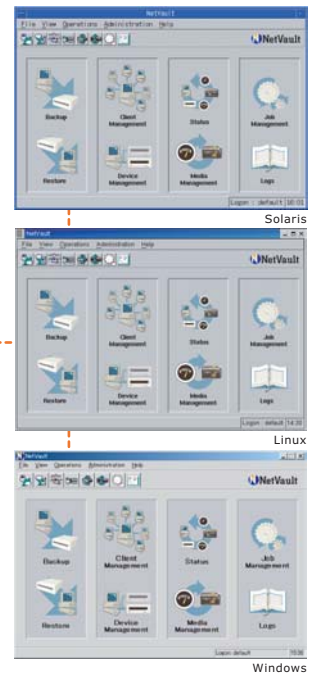 NetVault
File View Operations Administration Help
NetVault
Backup Client Management Status Job Management
Restore Device Management Media Management Logs
Logon : default 16:01
Solaris
NetVault
File View Operations Administration Help
NetVault
Backup Client Management Status Job Management
Restore Device Management Media Management Logs
Logon : default 14:38
Linux
NetVault
File View Operations Administration Help
NetVault
Backup Client Management Status Job Management
Restore Device Management Media Management Logs
Logon: default
Windows